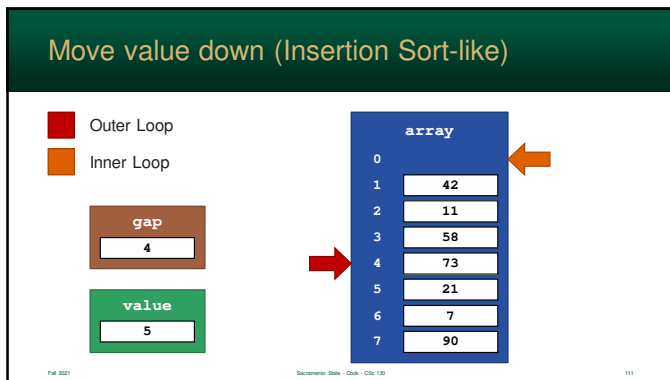 Move value down (Insertion Sort-like)
Outer Loop
Inner Loop
gap
4
value
5
array
0
1 42
2 11
3 58
4 73
5 21
6 7
7 90
Fall 2021 Sacramento State - Cook - CSc 130 111